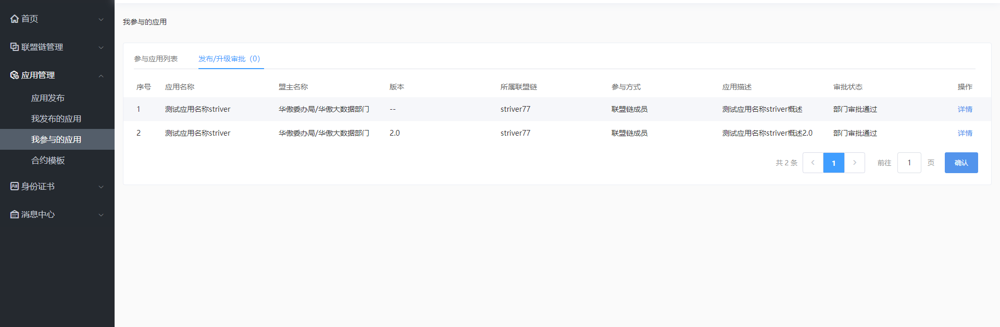 首页
联盟链管理
应用管理
应用发布
我发布的应用
我参与的应用
合约模板
身份证书
消息中心
我参与的应用
参与应用列表 发布/升级审批（0）
序号 应用名称 盟主名称 版本 所属联盟链 参与方式 应用描述 审批状态 操作
1 测试应用名称striver 华傲委办局/华傲大数据部门 -- striver77 联盟链成员 测试应用名称striver概述 部门审批通过 详情
2 测试应用名称striver 华傲委办局/华傲大数据部门 2.0 striver77 联盟链成员 测试应用名称striver概述2.0 部门审批通过 详情
共 2 条 1 前往 1 页 确认